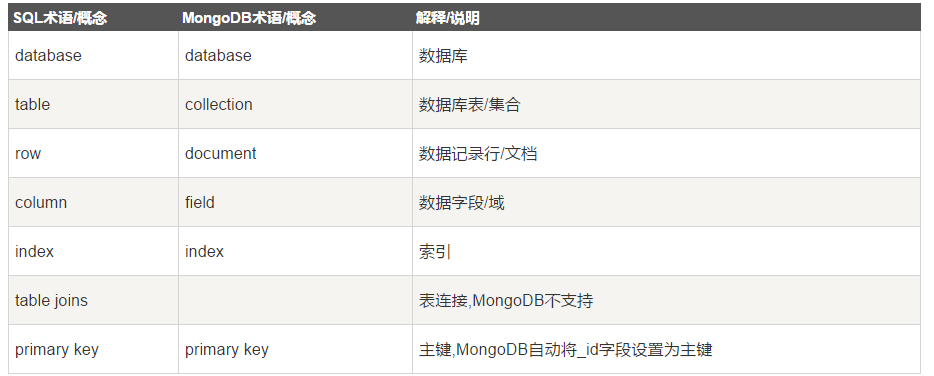 SQL术语/概念 MongoDB术语/概念 解释/说明
database database 数据库
table collection 数据库表/集合
row document 数据记录行/文档
column field 数据字段/域
index index 索引
table joins 表连接,MongoDB不支持
primary key primary key 主键,MongoDB自动将_id字段设置为主键